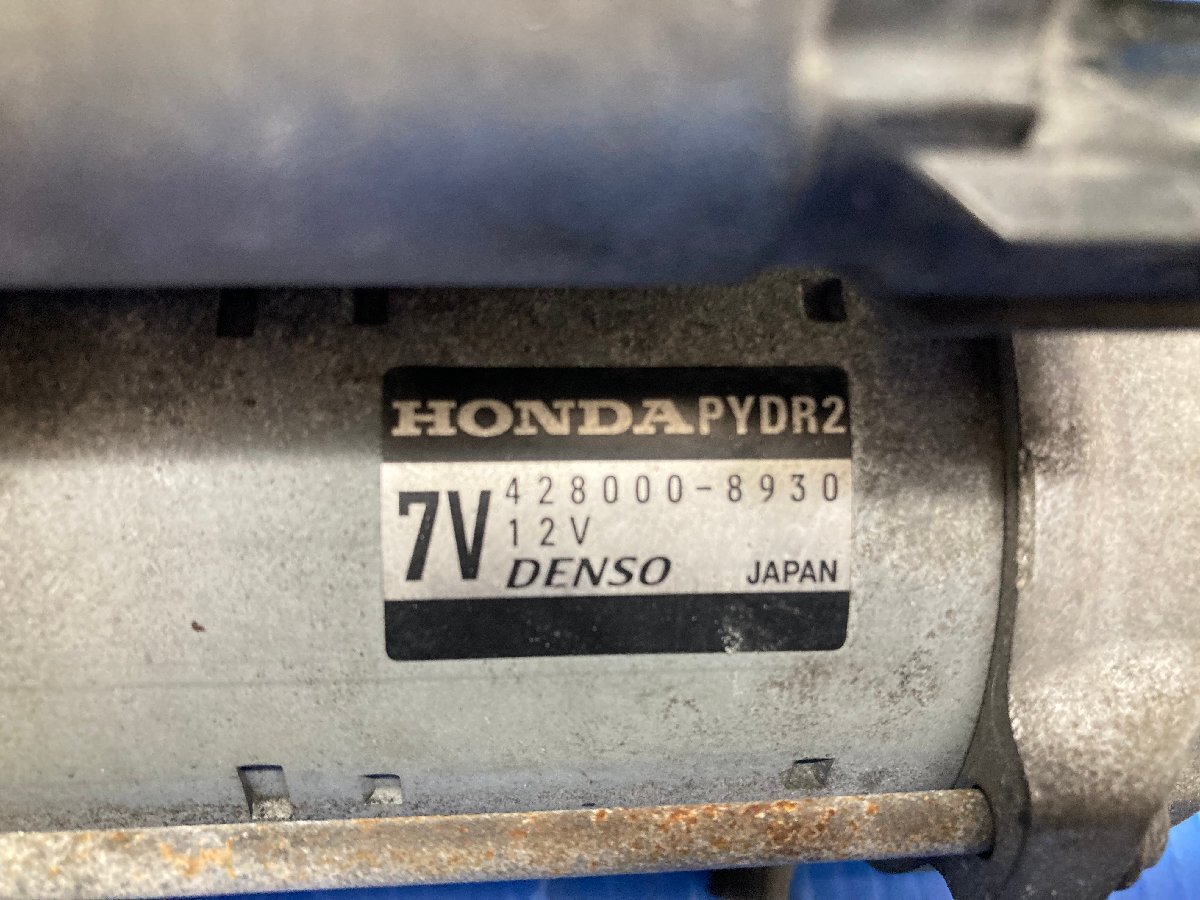 HONDA PYDR2
7V 428000-8930
12V
DENSO JAPAN